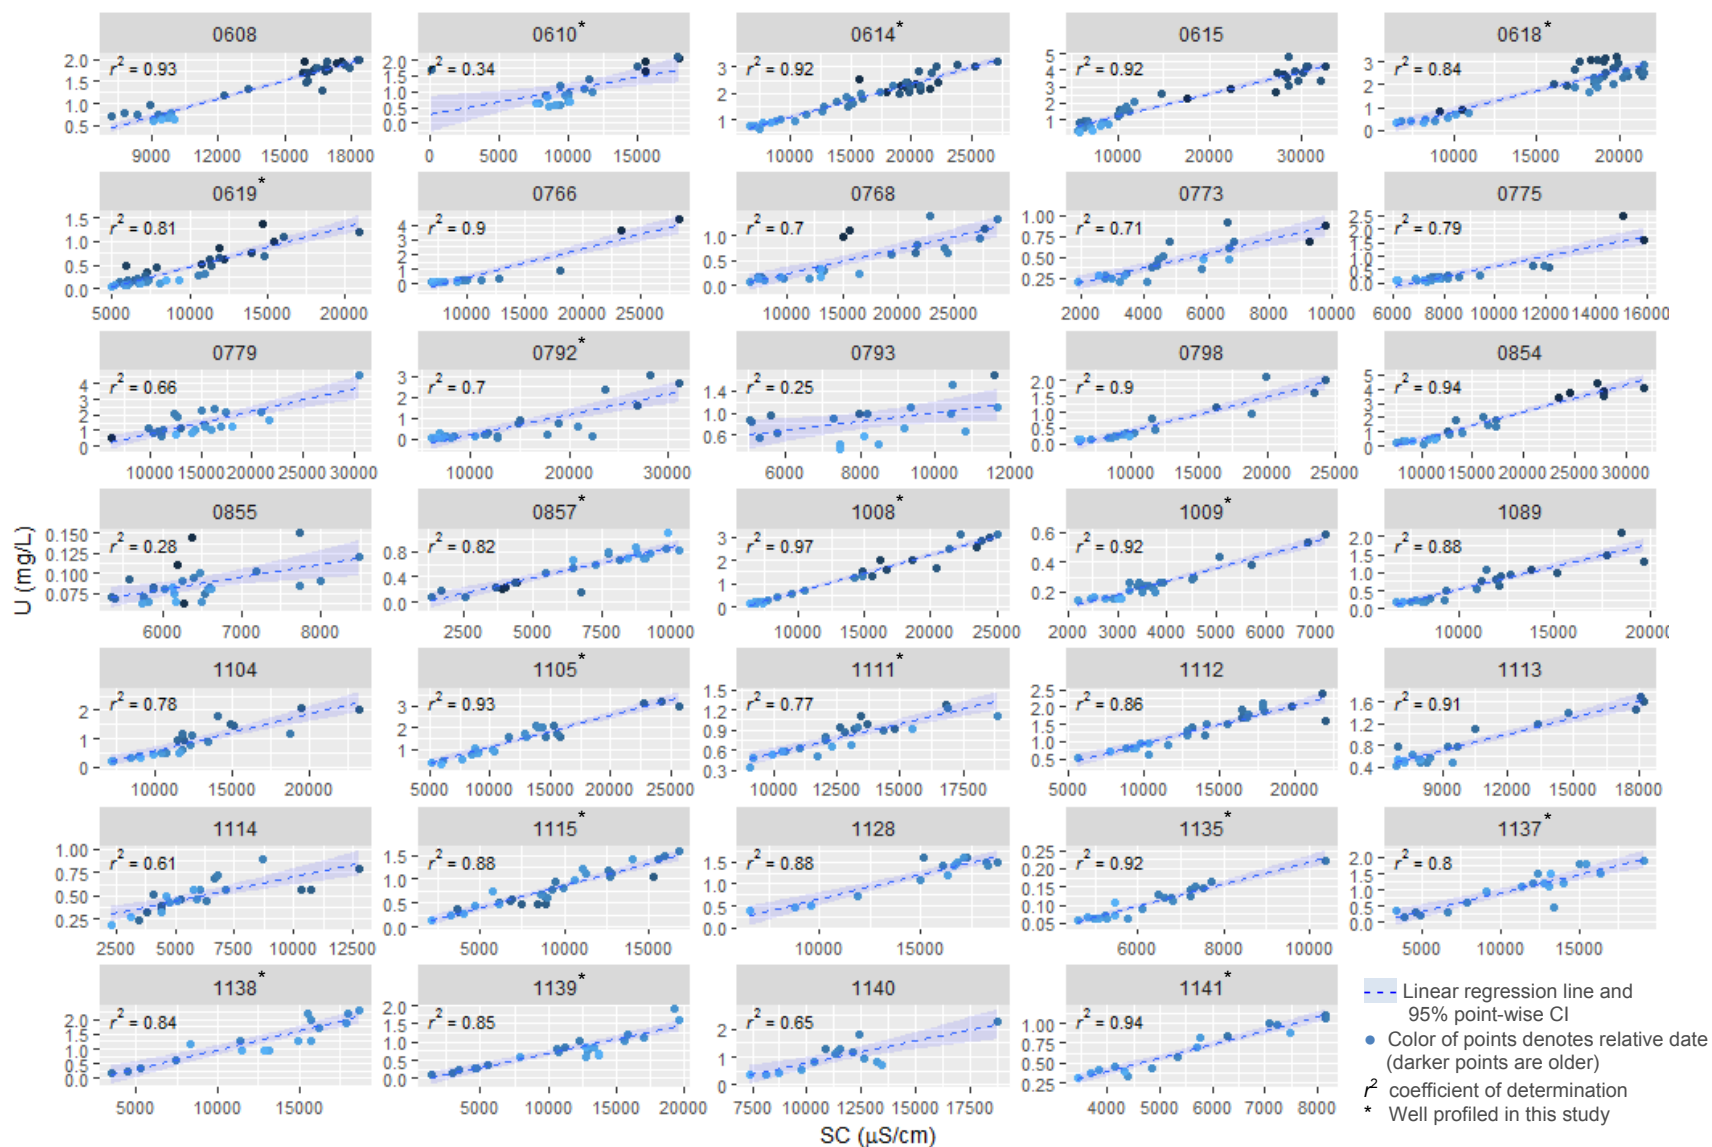 0608 0610* 0614* 0615 0618*
r² = 0.93 r² = 0.34 r² = 0.92 r² = 0.92 r² = 0.84
2.0 1.5 1.0 0.5
2.0 1.5 1.0 0.5 0.0
3 2 1
5 4 3 2 1
3 2 1 0
9000 12000 15000 18000
0 5000 10000 15000
10000 15000 20000 25000
10000 20000 30000
10000 15000 20000
0619* 0766 0768 0773 0775
r² = 0.81 r² = 0.9 r² = 0.7 r² = 0.71 r² = 0.79
1.5 1.0 0.5 0.0
4 3 2 1 0
1.0 0.5 0.0
1.00 0.75 0.50 0.25
2.5 2.0 1.5 1.0 0.5 0.0
5000 10000 15000 20000
10000 15000 20000 25000
10000 15000 20000 25000
2000 4000 6000 8000 10000
6000 8000 10000 12000 14000 16000
0779 0792* 0793 0798 0854
r² = 0.66 r² = 0.7 r² = 0.25 r² = 0.9 r² = 0.94
4 3 2 1 0
3 2 1 0
1.4 1.0 0.6
2.0 1.5 1.0 0.5 0.0
5 4 3 2 1 0
10000 15000 20000 25000 30000
10000 20000 30000
6000 8000 10000 12000
10000 15000 20000 25000
10000 15000 20000 25000 30000
U (mg/L)
0855 0857* 1008* 1009* 1089
r² = 0.28 r² = 0.82 r² = 0.97 r² = 0.92 r² = 0.88
0.150 0.125 0.100 0.075
0.8 0.4 0.0
3 2 1 0
0.6 0.4 0.2
2.0 1.5 1.0 0.5 0.0
6000 7000 8000
2500 5000 7500 10000
10000 15000 20000 25000
2000 3000 4000 5000 6000 7000
10000 15000 2000
1104 1105* 1111* 1112 1113
r² = 0.78 r² = 0.93 r² = 0.77 r² = 0.86 r² = 0.91
2 1 0
3 2 1
1.5 1.2 0.9 0.6 0.3
2.5 2.0 1.5 1.0 0.5
1.6 1.2 0.8 0.4
10000 15000 20000
5000 10000 15000 20000 25000
10000 12500 15000 17500
5000 10000 15000 20000
9000 12000 15000 18000
1114 1115* 1128 1135* 1137*
r² = 0.61 r² = 0.88 r² = 0.88 r² = 0.92 r² = 0.8
1.00 0.75 0.50 0.25
1.5 1.0 0.5 0.0
1.5 1.0 0.5 0.0
0.25 0.20 0.15 0.10 0.05
2.0 1.5 1.0 0.5 0.0
2500 5000 7500 10000 12500
5000 10000 15000
10000 15000
6000 8000 10000
5000 10000 15000
1138* 1139* 1140 1141*
r² = 0.84 r² = 0.85 r² = 0.65 r² = 0.94
2.0 1.5 1.0 0.5 0.0
2.0 1.5 1.0 0.5 0.0
2 1 0
1.00 0.75 0.50 0.25
5000 10000 15000
5000 10000 15000 20000
7500 10000 12500 15000 17500
4000 5000 6000 7000 8000
SC (µS/cm)
Linear regression line and
95% point-wise CI
Color of points denotes relative date
(darker points are older)
r² coefficient of determination
* Well profiled in this study